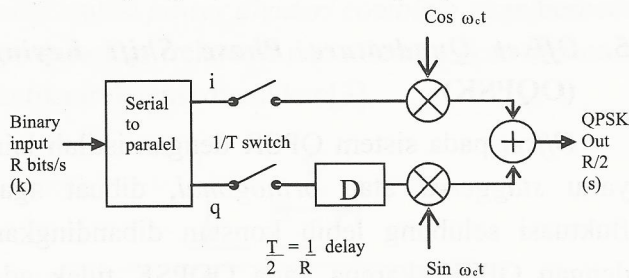 Cos ωct
Binary
input
R bits/s
(k)
Serial
to
paralel
i
1/T switch
q
D
T/2 = 1/R delay
Sin ωct
QPSK
Out
R/2
(s)